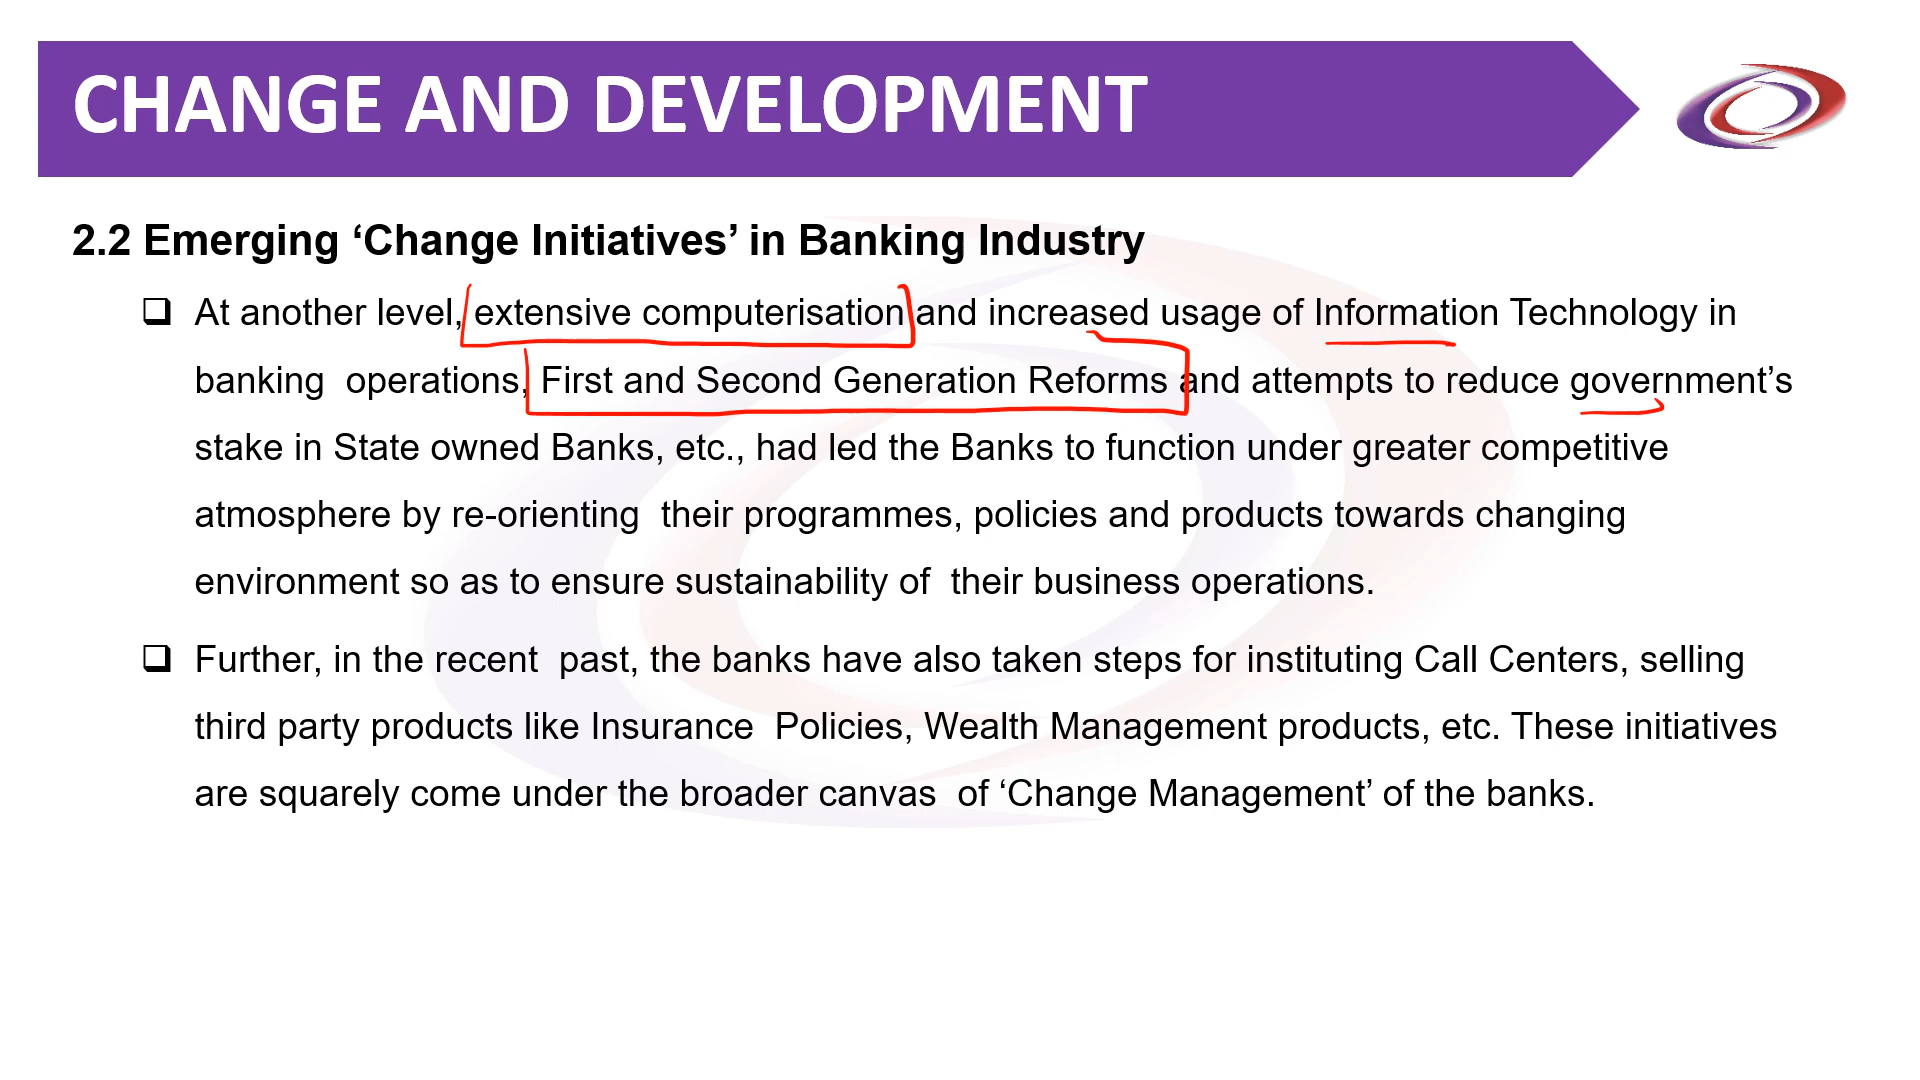 CHANGE AND DEVELOPMENT
2.2 Emerging ‘Change Initiatives’ in Banking Industry
At another level, extensive computerisation and increased usage of Information Technology in
banking operations, First and Second Generation Reforms and attempts to reduce government’s
stake in State owned Banks, etc., had led the Banks to function under greater competitive
atmosphere by re-orienting their programmes, policies and products towards changing
environment so as to ensure sustainability of their business operations.
Further, in the recent past, the banks have also taken steps for instituting Call Centers, selling
third party products like Insurance Policies, Wealth Management products, etc. These initiatives
are squarely come under the broader canvas of ‘Change Management’ of the banks.